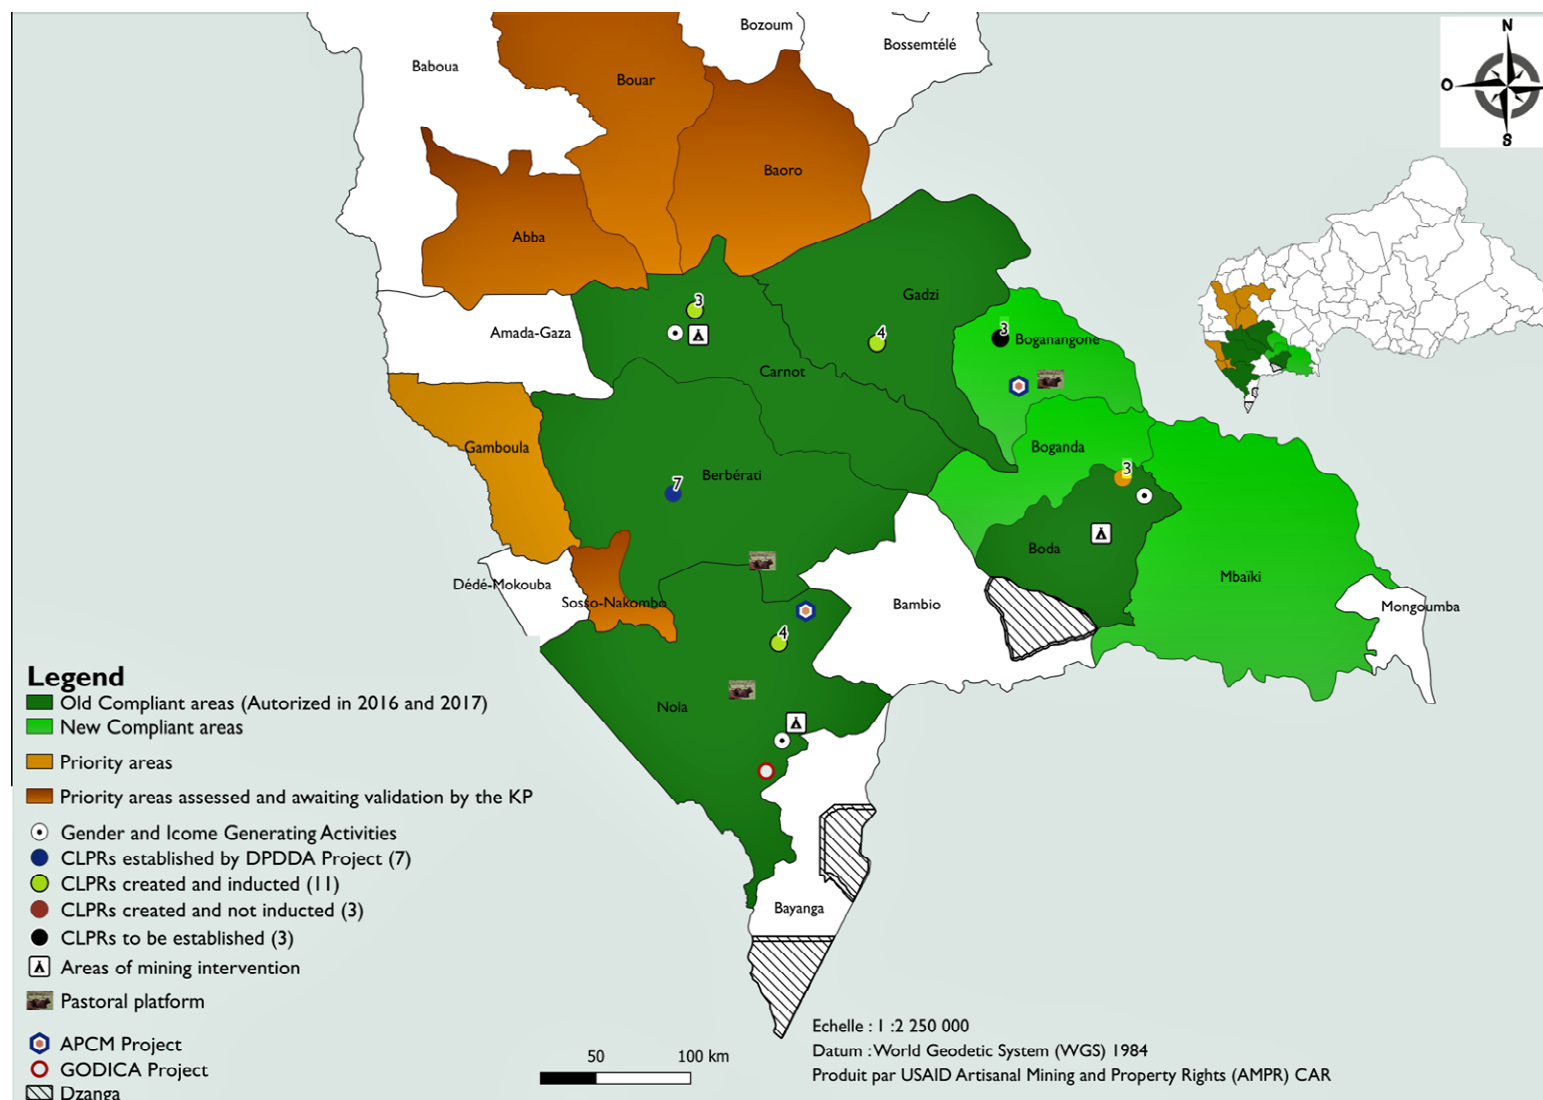 Bozoum
Bossemtélé
Baboua
Bouar
Baoro
Abba
Gadzi
Amada-Gaza
3
4
3
Boganangone
Carnot
Gamboula
Boganda
Berbérati
3
7
Boda
Mbaïki
Dédé-Mokouba
Sosso-Nakombo
Bambio
Mongoumba
4
Nola
Bayanga
N
O
S
Legend
Old Compliant areas (Autorized in 2016 and 2017)
New Compliant areas
Priority areas
Priority areas assessed and awaiting validation by the KP
Gender and Icome Generating Activities
CLPRs established by DPDDA Project (7)
CLPRs created and inducted (11)
CLPRs created and not inducted (3)
CLPRs to be established (3)
Areas of mining intervention
Pastoral platform
APCM Project
GODICA Project
Dzanga
50 100 km
Echelle : 1 :2 250 000
Datum : World Geodetic System (WGS) 1984
Produit par USAID Artisanal Mining and Property Rights (AMPR) CAR